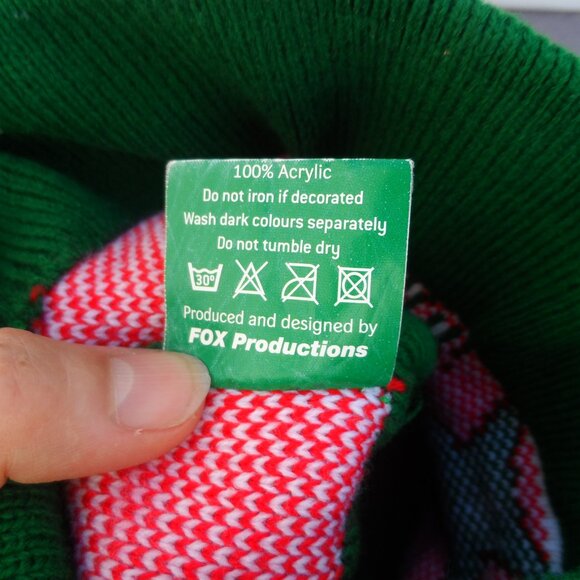 100% Acrylic
Do not iron if decorated
Wash dark colours separately
Do not tumble dry
30°
Produced and designed by
FOX Productions